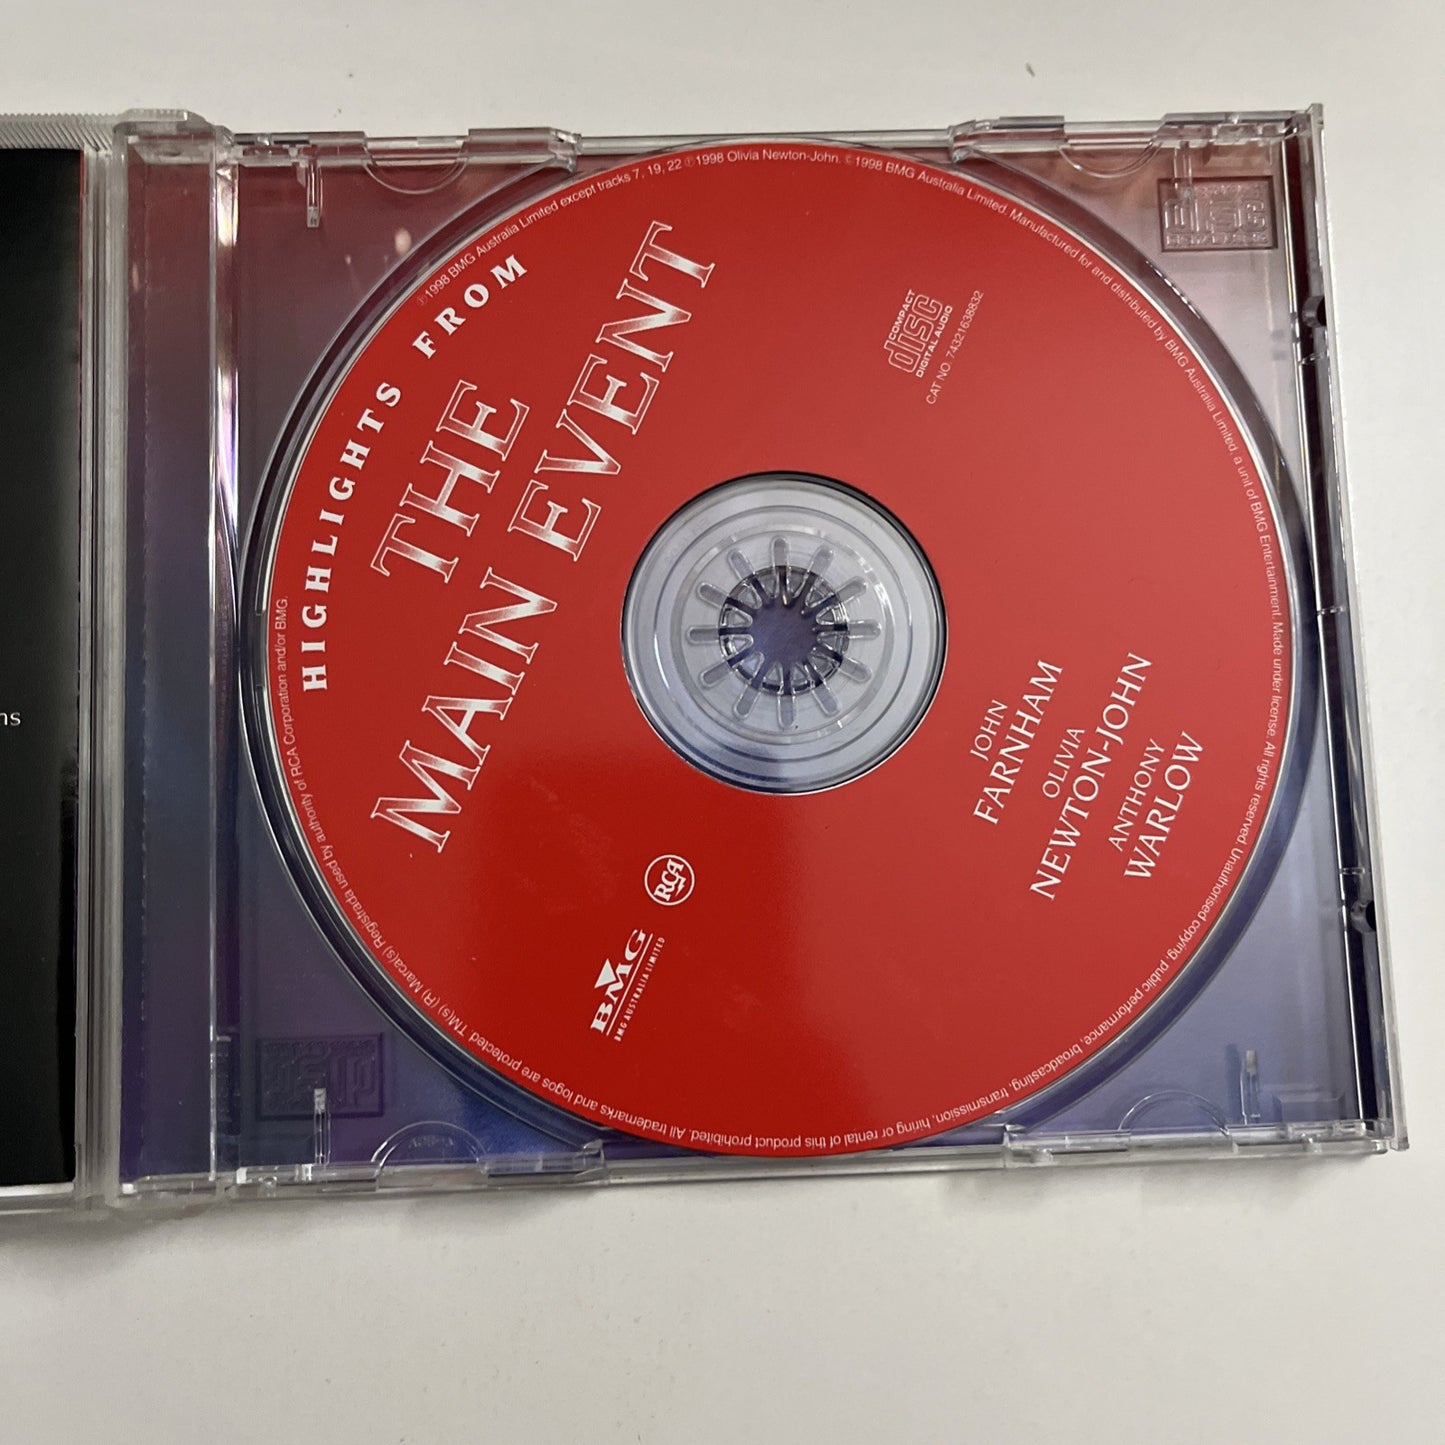 HIGHLIGHTS FROM
THE
MAIN EVENT
COMPACT
disc
DIGITAL AUDIO
CAT NO. 74321638832
JOHN
FARNHAM
OLIVIA
NEWTON-JOHN
ANTHONY
WARLOW
RCA
BMG
BMG AUSTRALIA LIMITED
℗1998 BMG Australia Limited except tracks 7, 19, 22 ℗1998 Olivia Newton-John. ©1998 BMG Australia Limited. Manufactured for and distributed by BMG Australia Limited, a unit of BMG Entertainment. Made under license. All rights reserved. Unauthorised copying, public performance, broadcasting, transmission, hiring or rental of this product prohibited. All trademarks and logos are protected. TM(s) (R) Marca(s) Registrada used by authority of RCA Corporation and/or BMG.
ns